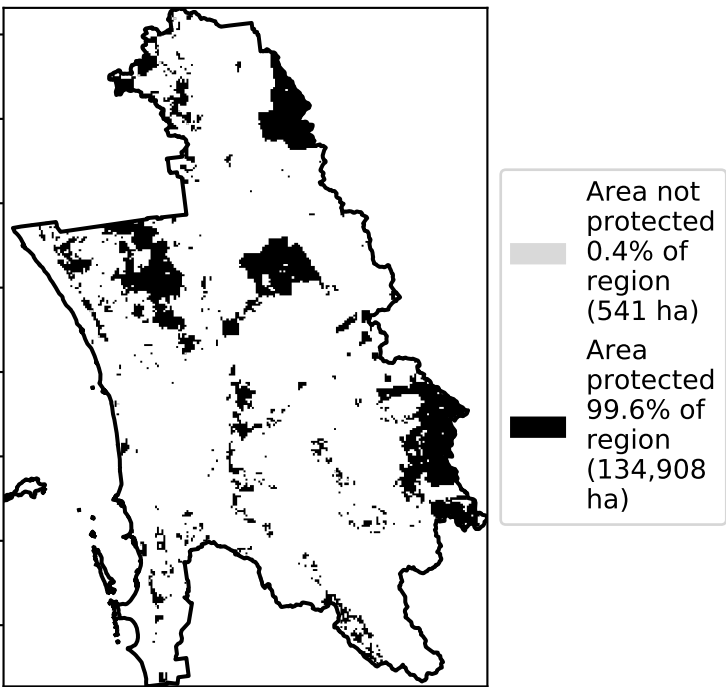 Area not
protected
0.4% of
region
(541 ha)
Area
protected
99.6% of
region
(134,908
ha)